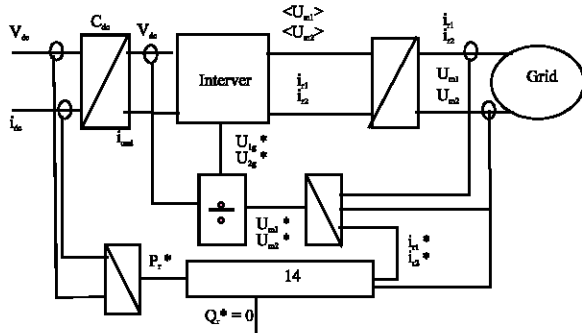 V_dc
C_dc
V_dc
<U_m1>
<U_m2>
i_r1
i_r2
Interver
Grid
U_m1
U_m2
i_r1
i_r2
i_dc
U_1g *
U_2g *
÷
U_m1 *
U_m2 *
i_r1 *
i_r2 *
P_r *
14
Q_r * = 0